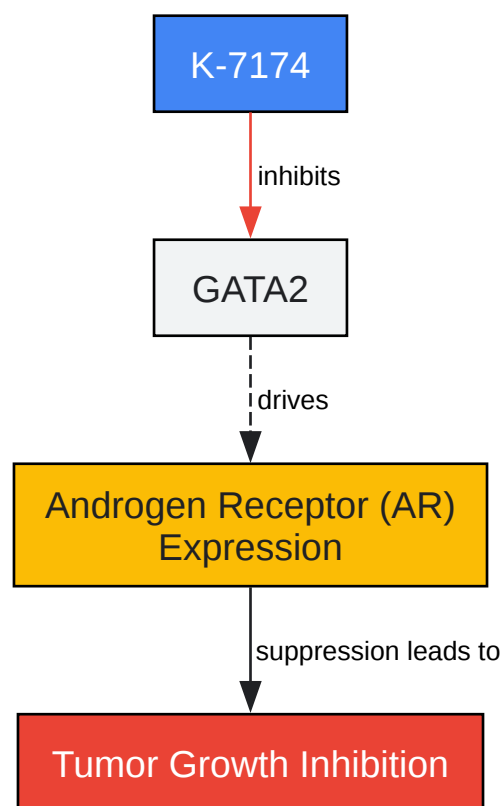 K-7174
inhibits
GATA2
drives
Androgen Receptor (AR)
Expression
suppression leads to
Tumor Growth Inhibition